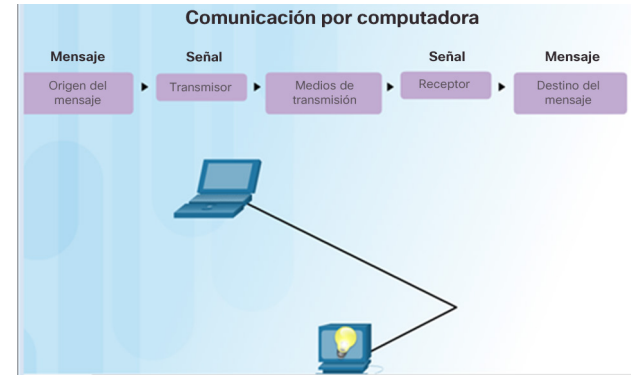 Comunicación por computadora
Mensaje
Señal
Señal
Mensaje
Origen del
mensaje
Transmisor
Medios de
transmisión
Receptor
Destino del
mensaje